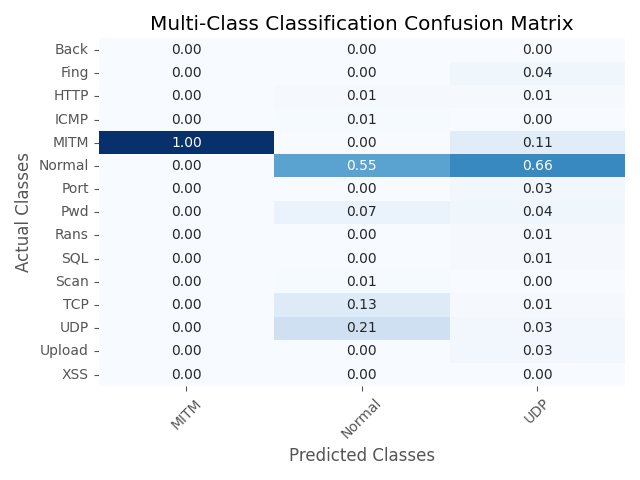 Multi-Class Classification Confusion Matrix
Actual Classes
Back 0.00 0.00 0.00
Fing 0.00 0.00 0.04
HTTP 0.00 0.01 0.01
ICMP 0.00 0.01 0.00
MITM 1.00 0.00 0.11
Normal 0.00 0.55 0.66
Port 0.00 0.00 0.03
Pwd 0.00 0.07 0.04
Rans 0.00 0.00 0.01
SQL 0.00 0.00 0.01
Scan 0.00 0.01 0.00
TCP 0.00 0.13 0.01
UDP 0.00 0.21 0.03
Upload 0.00 0.00 0.03
XSS 0.00 0.00 0.00
MITM Normal UDP
Predicted Classes